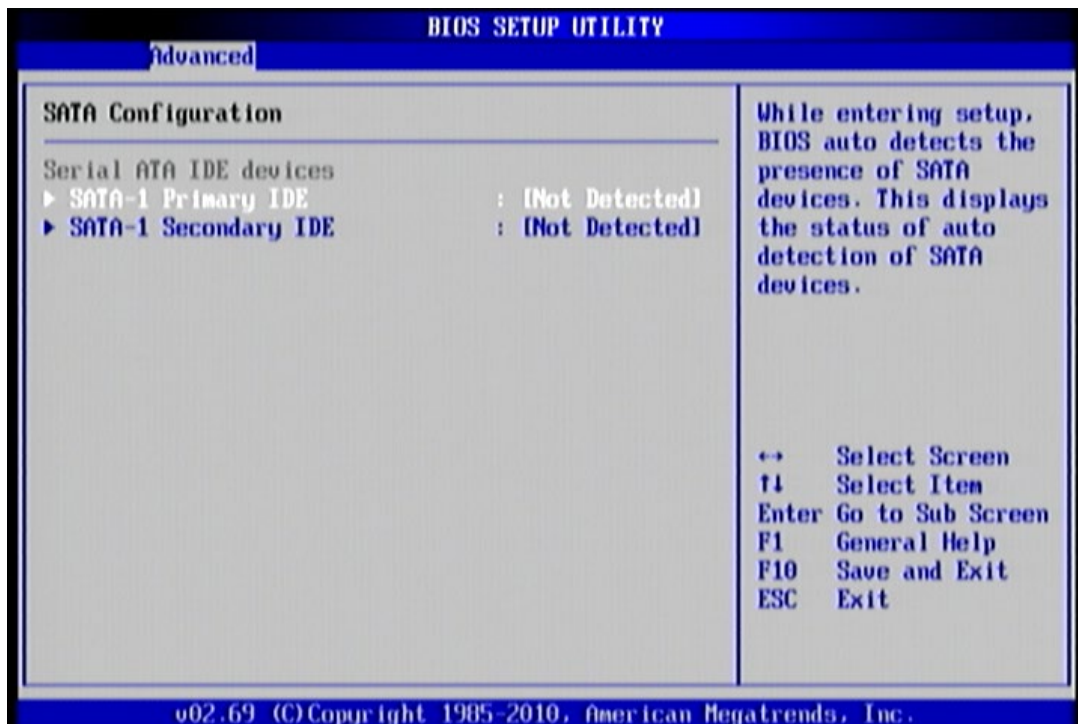 BIOS SETUP UTILITY
Advanced
SATA Configuration
Serial ATA IDE devices
▶ SATA-1 Primary IDE : [Not Detected]
▶ SATA-1 Secondary IDE : [Not Detected]
While entering setup,
BIOS auto detects the
presence of SATA
devices. This displays
the status of auto
detection of SATA
devices.
↔ Select Screen
↑↓ Select Item
Enter Go to Sub Screen
F1 General Help
F10 Save and Exit
ESC Exit
v02.69 (C)Copyright 1985-2010, American Megatrends, Inc.